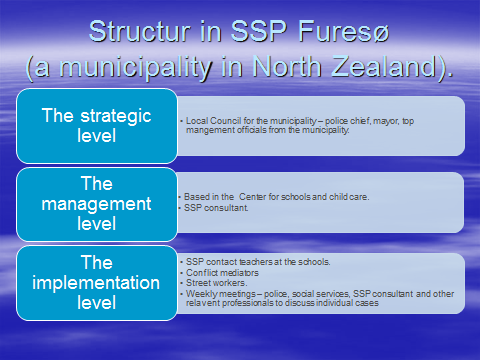 Structur in SSP Furesø
(a municipality in North Zealand).
The strategic
level
• Local Council for the municipality – police chief, mayor, top
mangement officials from the municipality.
The
management
level
• Based in the Center for schools and child care.
• SSP consultant.
The
implementation
level
• SSP contact teachers at the schools.
• Conflict mediators
• Street workers.
• Weekly meetings – police, social services, SSP consultant and other
relavent professionals to discuss individual cases